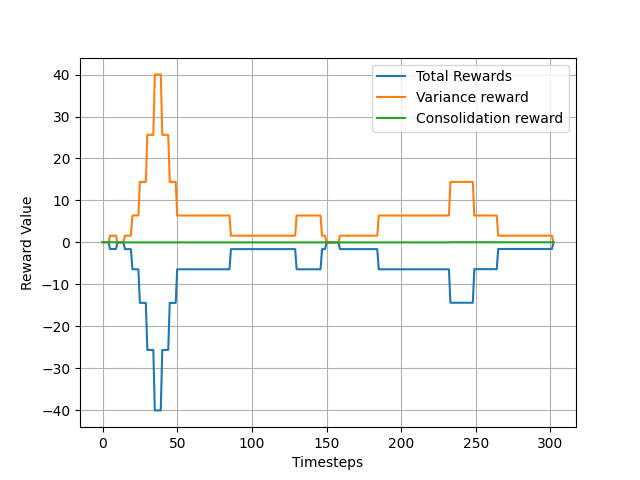 Total Rewards
Variance reward
Consolidation reward
Reward Value
40
30
20
10
0
−10
−20
−30
−40
0 50 100 150 200 250 300
Timesteps